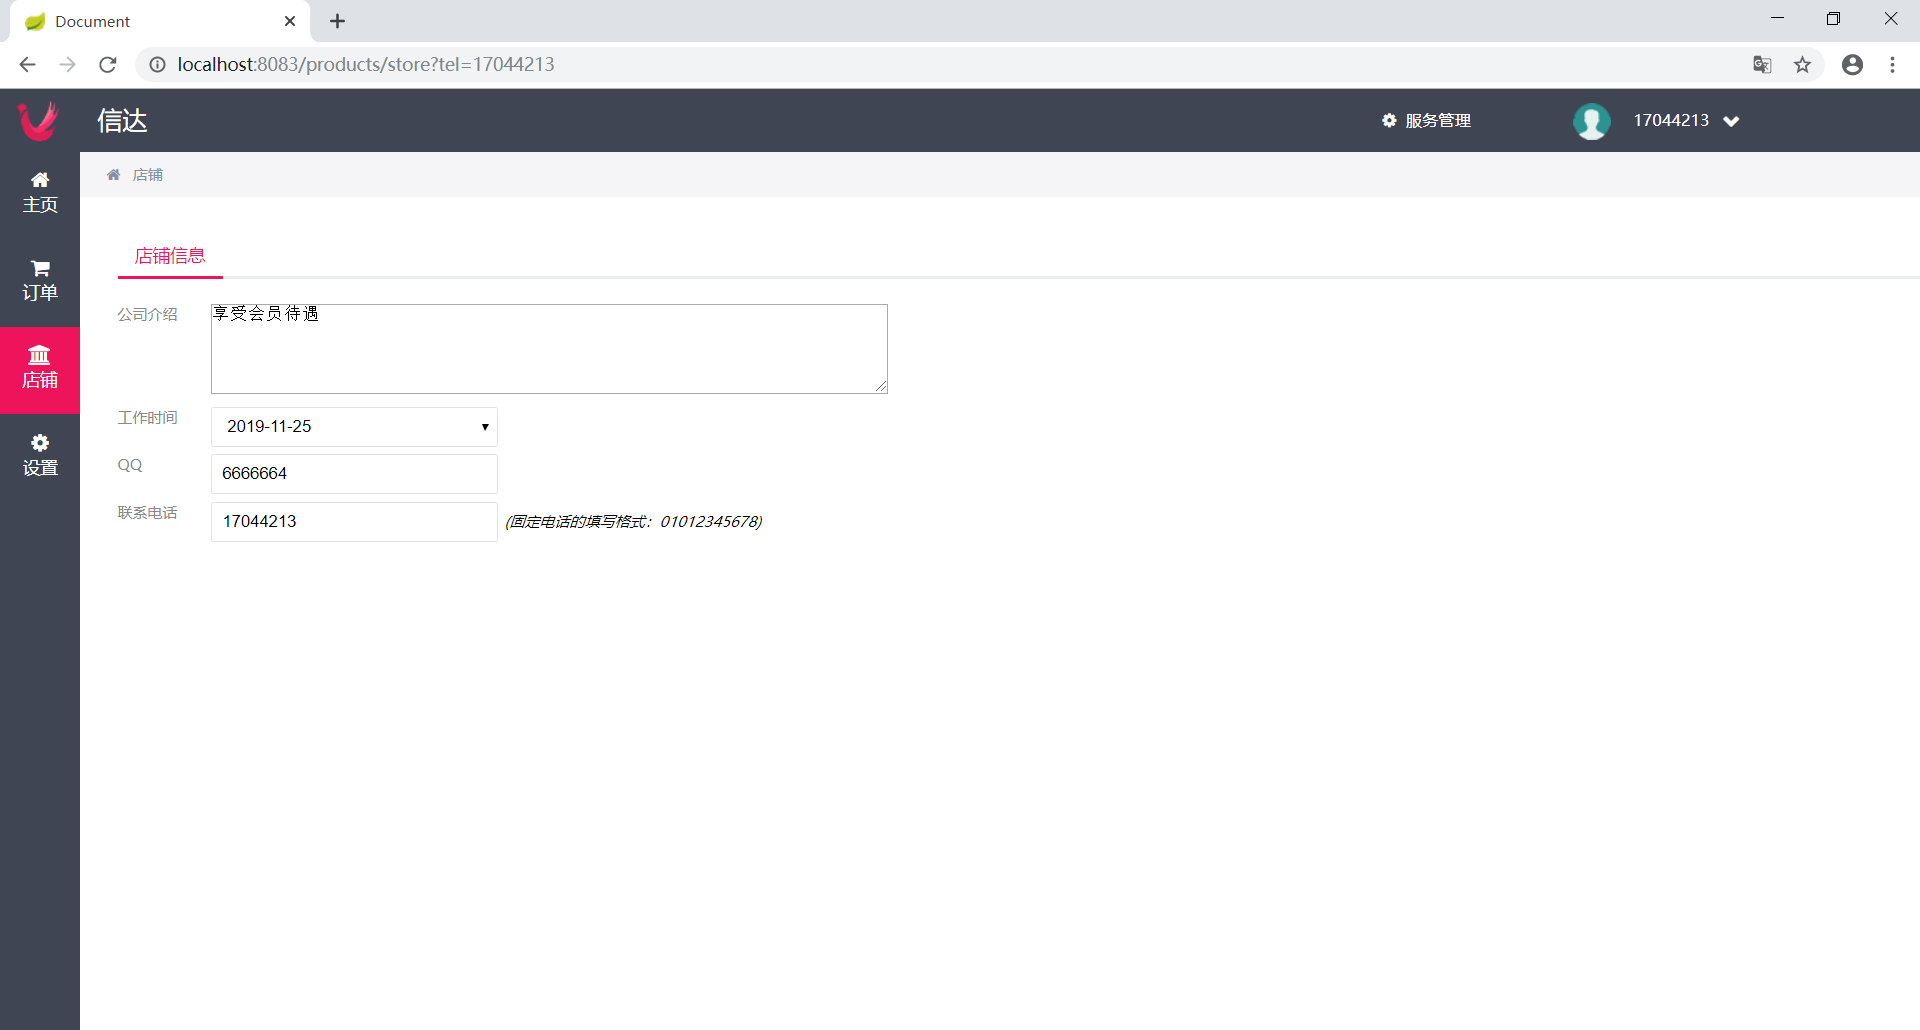 Document
localhost:8083/products/store?tel=17044213
信达
服务管理
17044213
店铺
主页
订单
店铺
设置
店铺信息
公司介绍
享受会员待遇
工作时间
2019-11-25
QQ
6666664
联系电话
17044213
(固定电话的填写格式：01012345678)